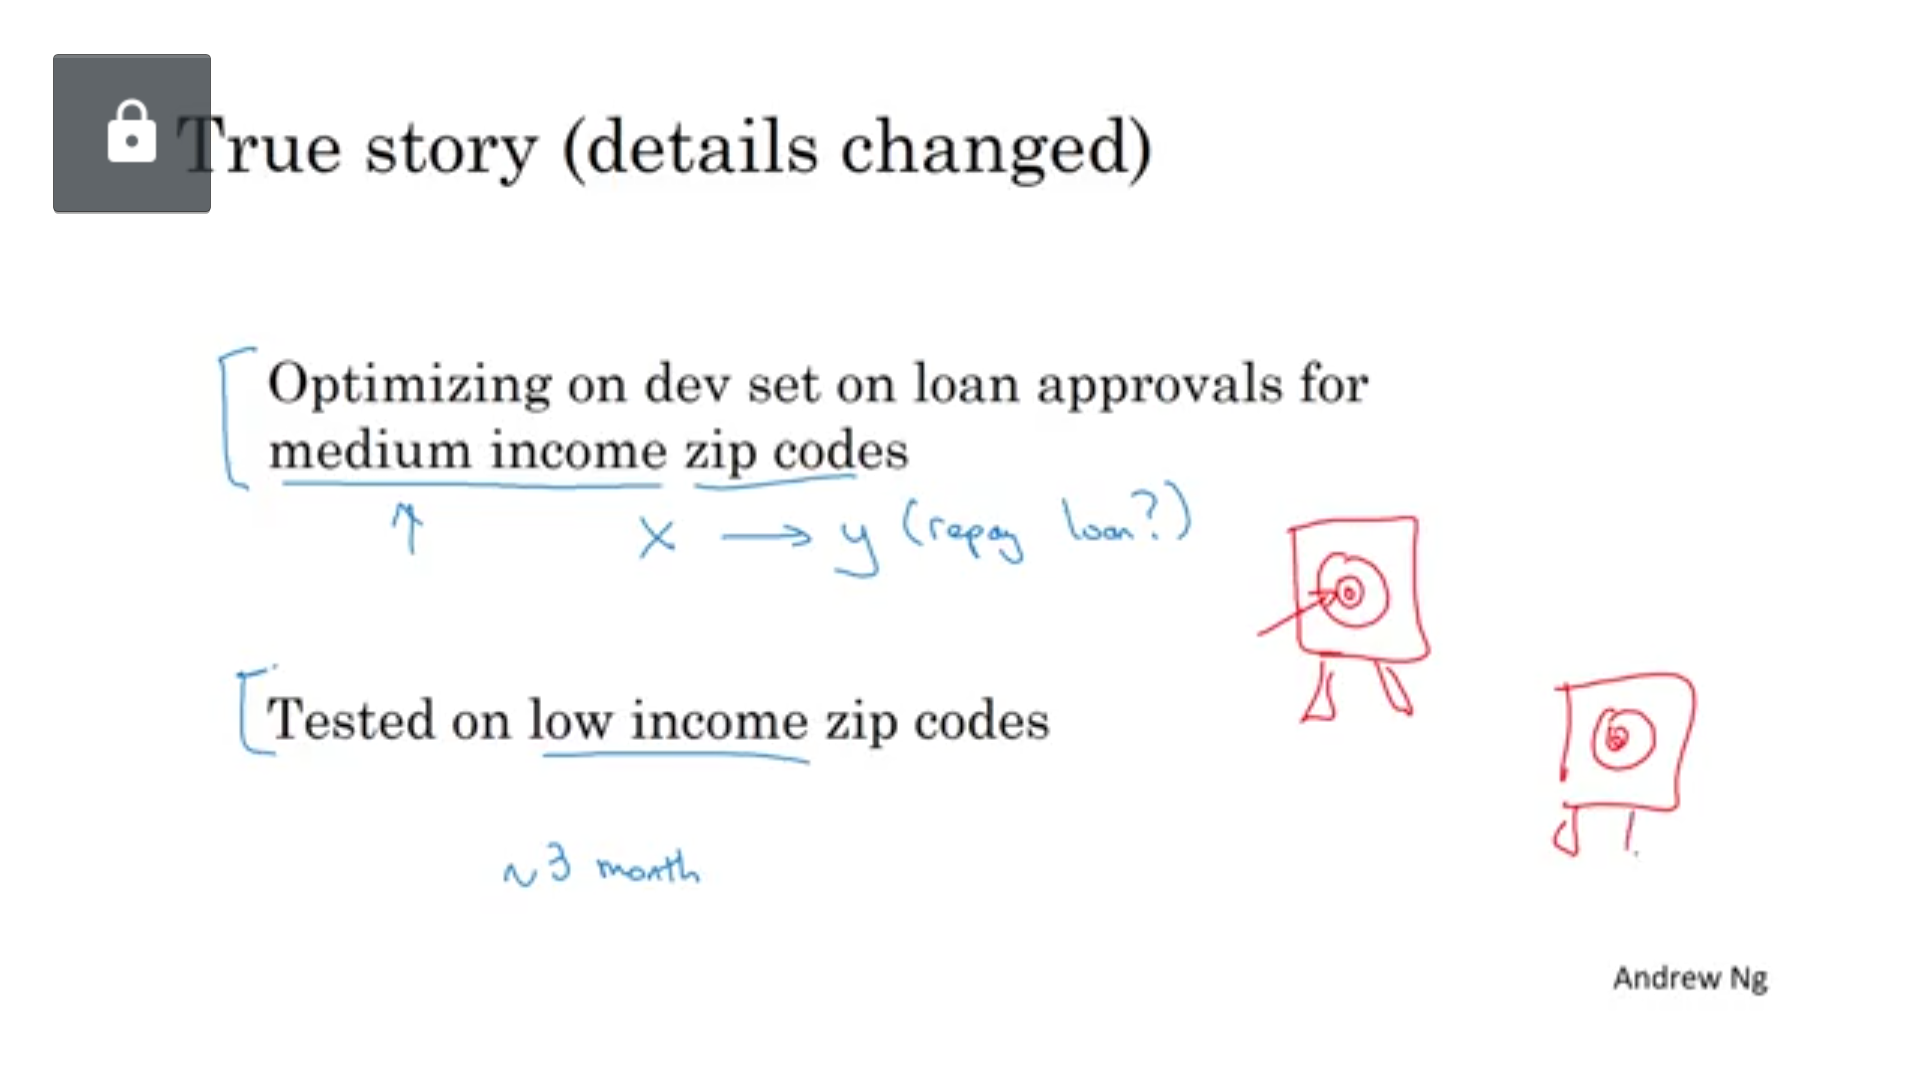 True story (details changed)
Optimizing on dev set on loan approvals for
medium income zip codes
x → y (repay loan?)
Tested on low income zip codes
~3 month
Andrew Ng